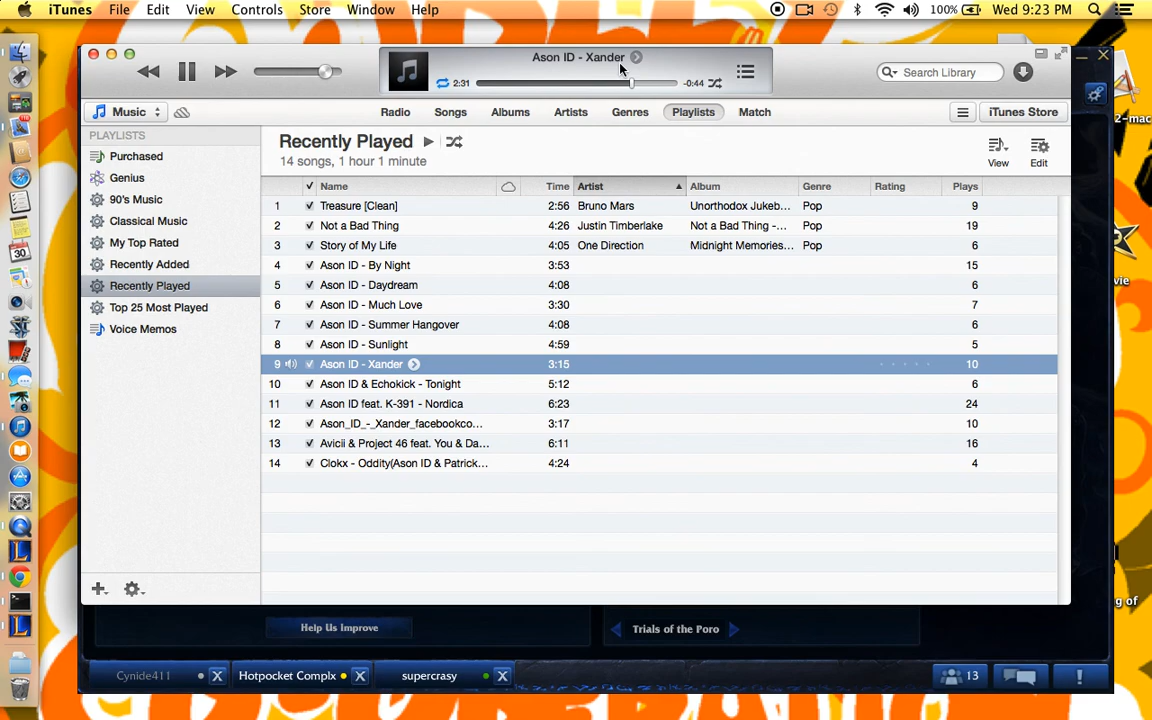 iTunes File Edit View Controls Store Window Help 100% Wed 9:23 PM
Ason ID - Xander
2:31 -0:44
Search Library
Music Radio Songs Albums Artists Genres Playlists Match iTunes Store
PLAYLISTS
Purchased
Genius
90's Music
Classical Music
My Top Rated
Recently Added
Recently Played
Top 25 Most Played
Voice Memos
Recently Played
14 songs, 1 hour 1 minute
View Edit
Name Time Artist Album Genre Rating Plays
1 Treasure [Clean] 2:56 Bruno Mars Unorthodox Jukeb... Pop 9
2 Not a Bad Thing 4:26 Justin Timberlake Not a Bad Thing -... Pop 19
3 Story of My Life 4:05 One Direction Midnight Memories... Pop 6
4 Ason ID - By Night 3:53 15
5 Ason ID - Daydream 4:08 6
6 Ason ID - Much Love 3:30 7
7 Ason ID - Summer Hangover 4:08 6
8 Ason ID - Sunlight 4:59 5
9 Ason ID - Xander 3:15 10
10 Ason ID & Echokick - Tonight 5:12 6
11 Ason ID feat. K-391 - Nordica 6:23 24
12 Ason_ID_-_Xander_facebookco... 3:17 10
13 Avicii & Project 46 feat. You & Da... 6:11 16
14 Clokx - Oddity(Ason ID & Patrick... 4:24 4
Help Us Improve
Trials of the Poro
Cynide411 Hotpocket Complx supercrasy 13
2-mac
vie
g of
30